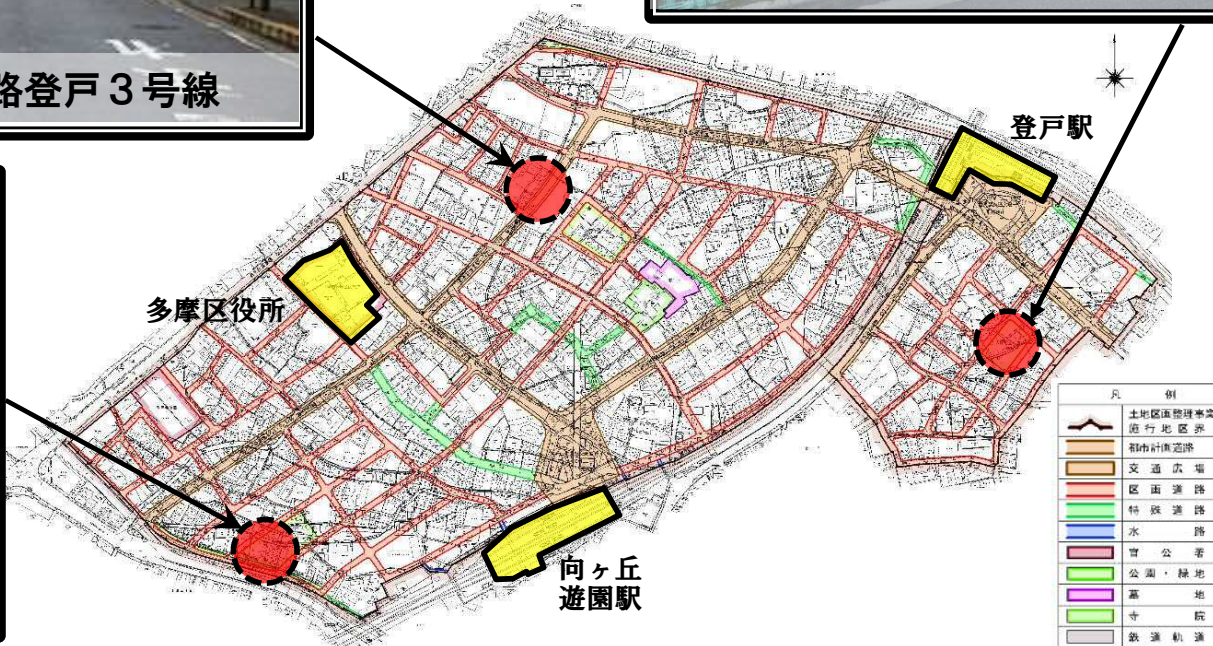 路登戸３号線
登戸駅
多摩区役所
向ヶ丘
遊園駅
凡例
土地区画整理事業
施行地区界
都市計画道路
交通広場
区画道路
特殊道路
水路
官公署
公園・緑地
墓地
寺院
鉄道軌道